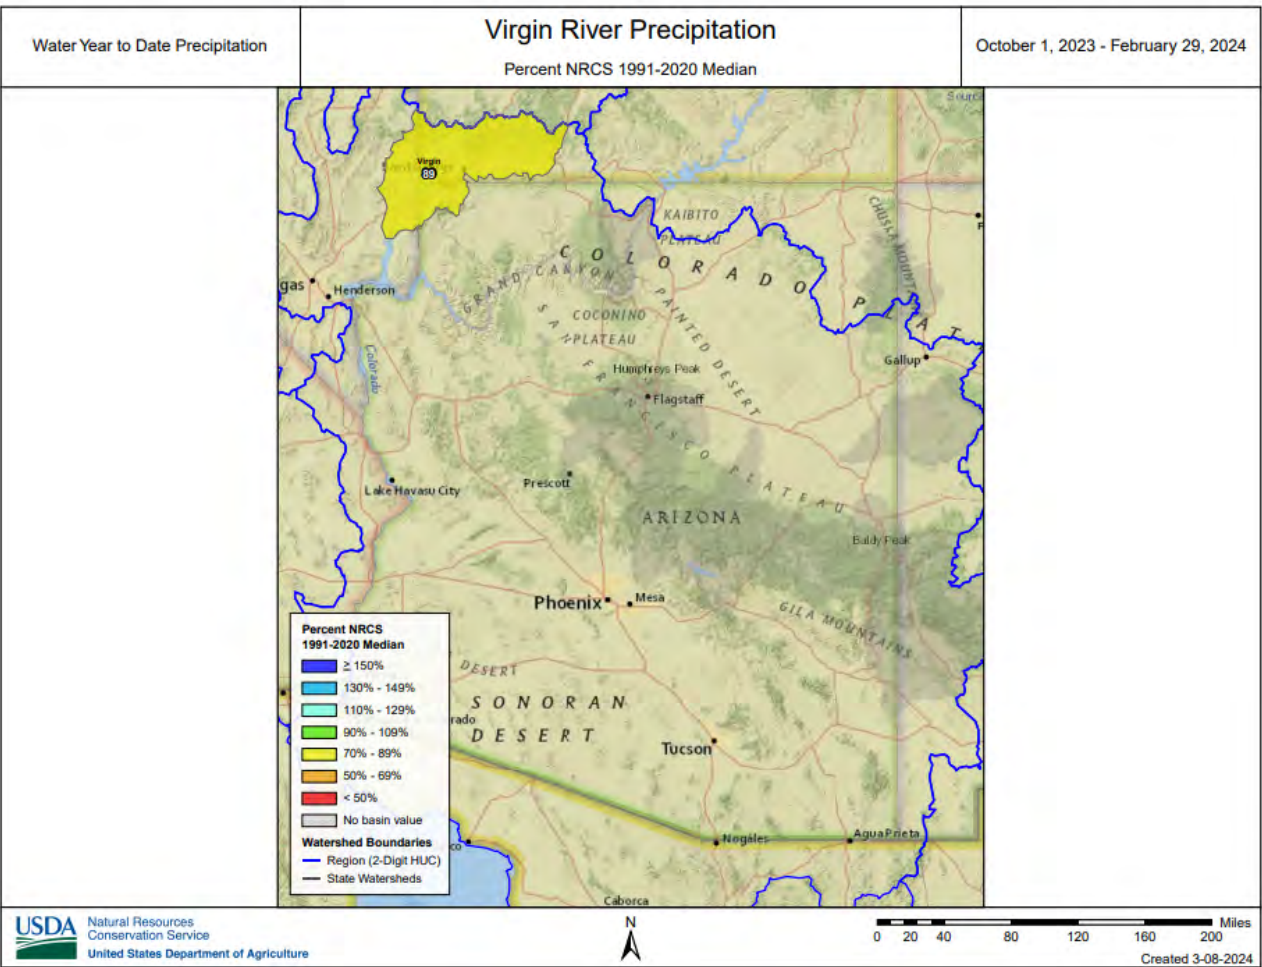 Water Year to Date Precipitation
Virgin River Precipitation
Percent NRCS 1991-2020 Median
October 1, 2023 - February 29, 2024
Virgin
89
KAIBITO
PLATEAU
CHUSKA MOUNTA
COLORADO PLAT
GRAND CANYON
gas
Henderson
COCONINO
PLATEAU
PAINTED DESERT
SAN FRANCISCO PLATEAU
Colorado
Humphreys Peak
Flagstaff
Gallup
Lake Havasu City
Prescott
ARIZONA
Baldy Peak
Phoenix
Mesa
GILA MOUNTAINS
DESERT
SONORAN
DESERT
rado
Tucson
Nogales
Agua Prieta
co
Caborca
Percent NRCS
1991-2020 Median
≥ 150%
130% - 149%
110% - 129%
90% - 109%
70% - 89%
50% - 69%
< 50%
No basin value
Watershed Boundaries
Region (2-Digit HUC)
State Watersheds
USDA
Natural Resources
Conservation Service
United States Department of Agriculture
N
0 20 40 80 120 160 200 Miles
Created 3-08-2024